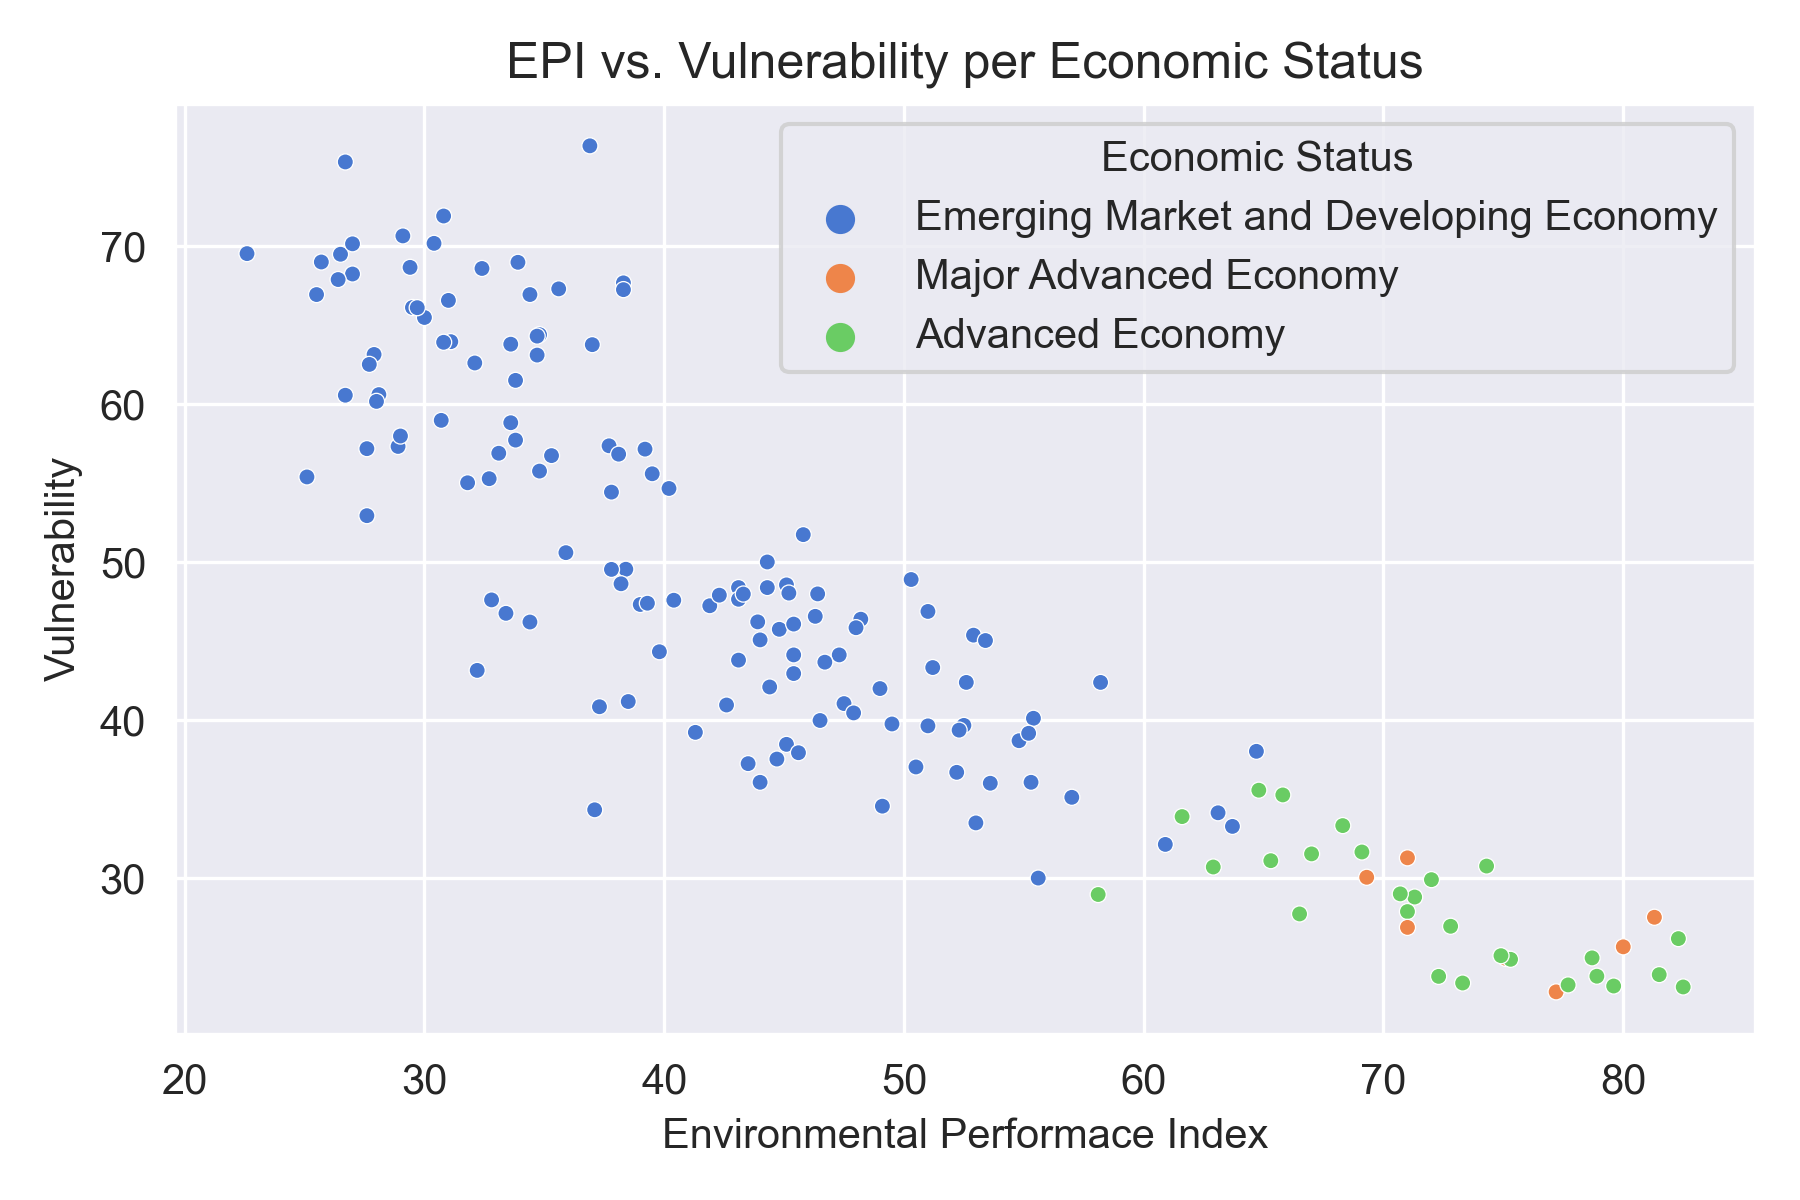 EPI vs. Vulnerability per Economic Status
Economic Status
Emerging Market and Developing Economy
Major Advanced Economy
Advanced Economy
70
60
50
40
30
Vulnerability
20 30 40 50 60 70 80
Environmental Performace Index